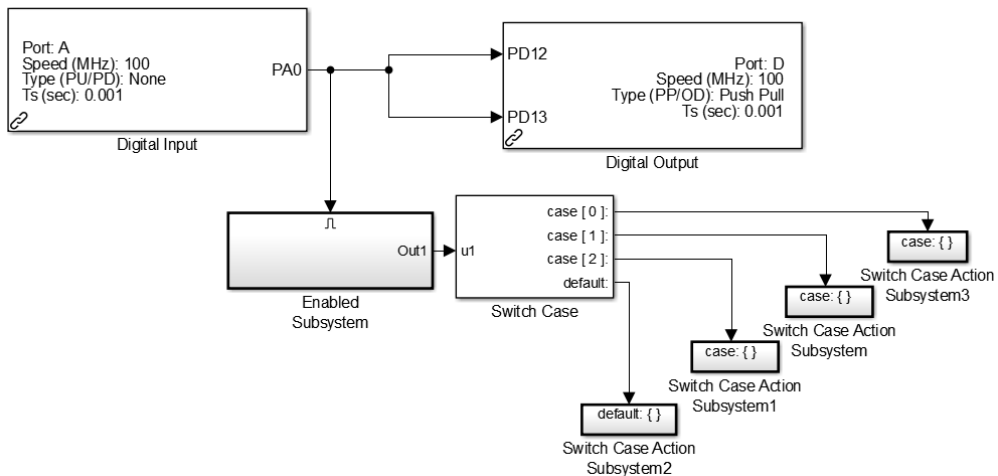 Port: A
Speed (MHz): 100
Type (PU/PD): None
Ts (sec): 0.001
PA0
Digital Input
PD12
PD13
Port: D
Speed (MHz): 100
Type (PP/OD): Push Pull
Ts (sec): 0.001
Digital Output
Out1
Enabled
Subsystem
u1
case [ 0 ]:
case [ 1 ]:
case [ 2 ]:
default:
Switch Case
case: { }
Switch Case Action
Subsystem3
case: { }
Switch Case Action
Subsystem
case: { }
Switch Case Action
Subsystem1
default: { }
Switch Case Action
Subsystem2